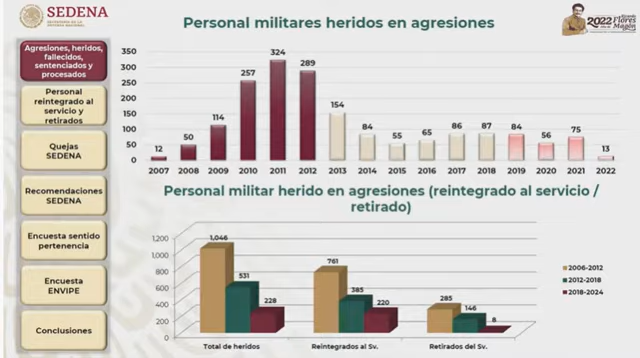 SEDENA
SECRETARÍA DE LA DEFENSA NACIONAL
Personal militares heridos en agresiones
2022 Ricardo Flores Magón
Agresiones, heridos,
fallecidos,
sentenciados y
procesados
Personal
reintegrado al
servicio y
retirados
Quejas
SEDENA
Recomendaciones
SEDENA
Encuesta sentido
pertenencia
Encuesta
ENVIPE
Conclusiones
350
300
250
200
150
100
50
0
12 50 114 257 324 289 154 84 55 65 86 87 84 56 75 13
2007 2008 2009 2010 2011 2012 2013 2014 2015 2016 2017 2018 2019 2020 2021 2022
Personal militar herido en agresiones (reintegrado al servicio /
retirado)
1,200
1,000
800
600
400
200
0
1,046 531 228 761 385 220 285 146 8
Total de heridos Reintegrados al Sv. Retirados del Sv.
2006-2012
2012-2018
2018-2024